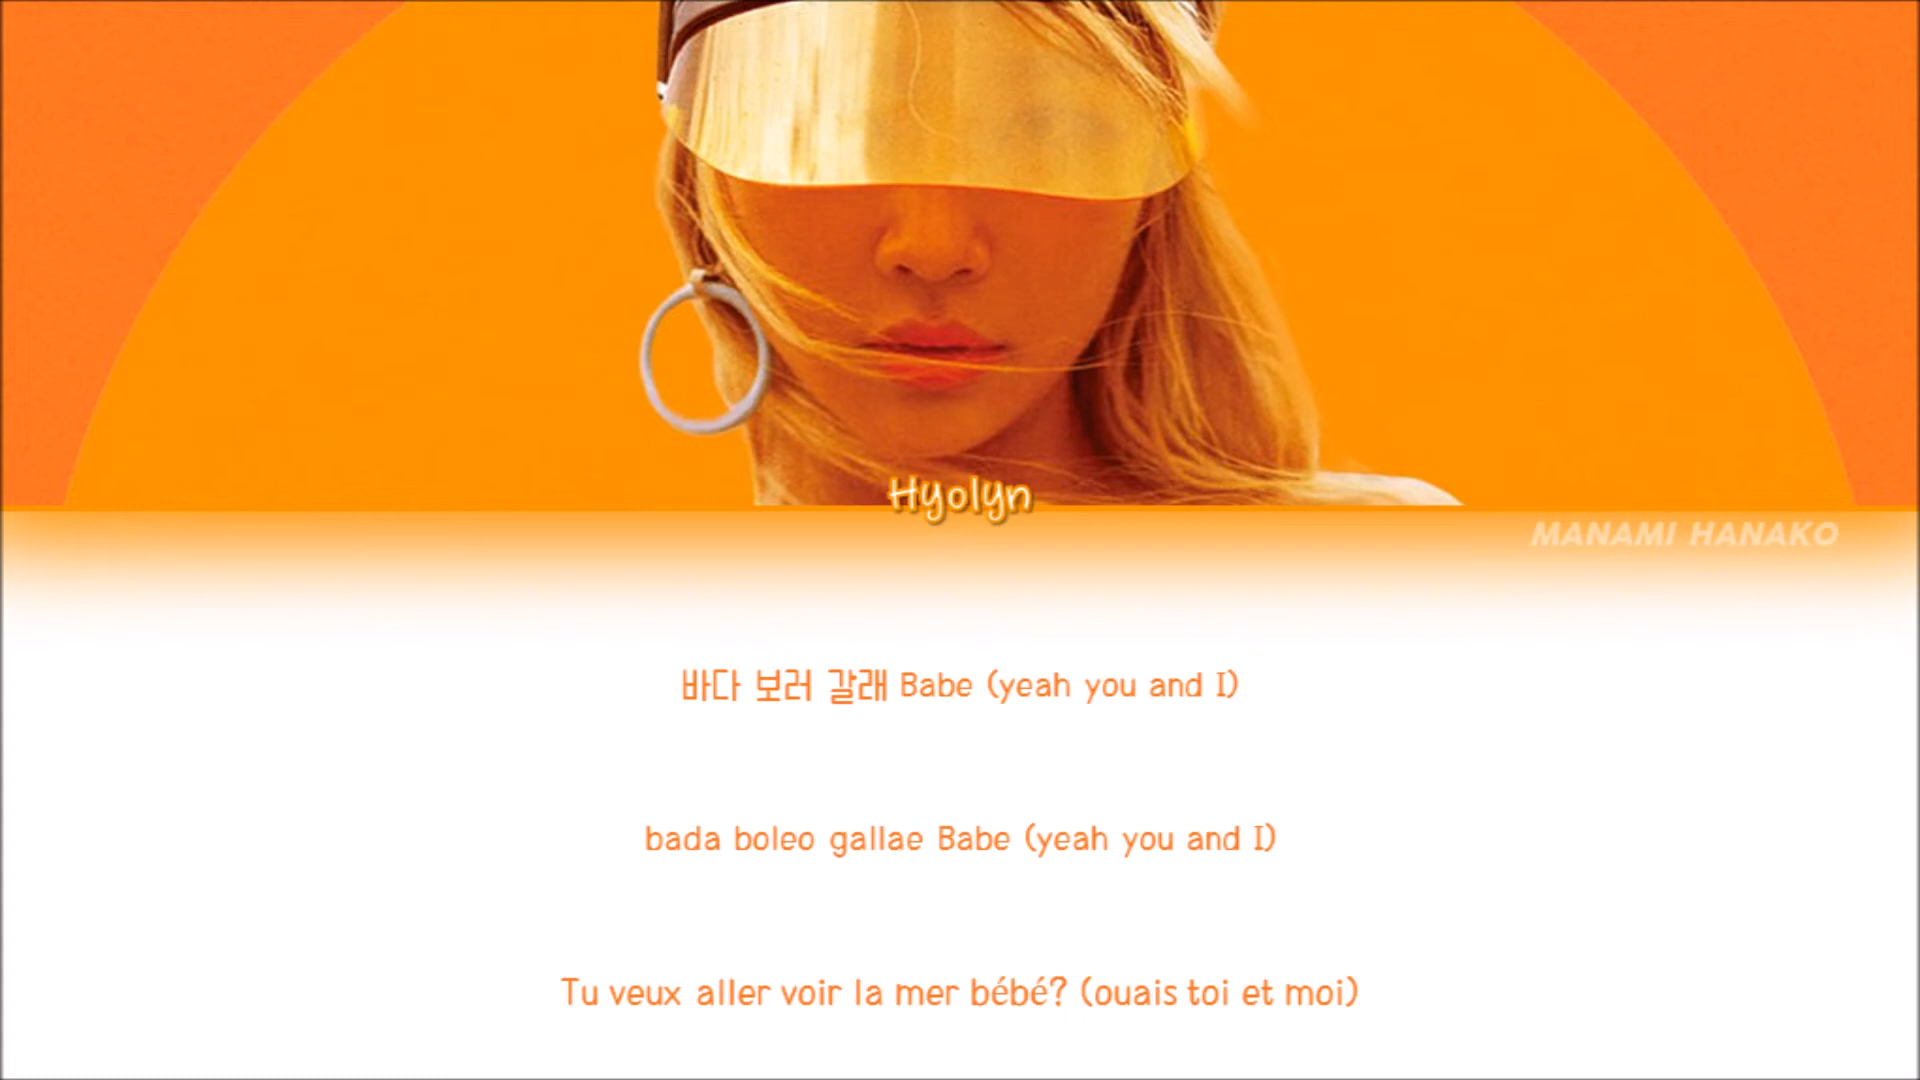 Hyolyn
MANAMI HANAKO
바다 보러 갈래 Babe (yeah you and I)
bada boleo gallae Babe (yeah you and I)
Tu veux aller voir la mer bébé? (ouais toi et moi)